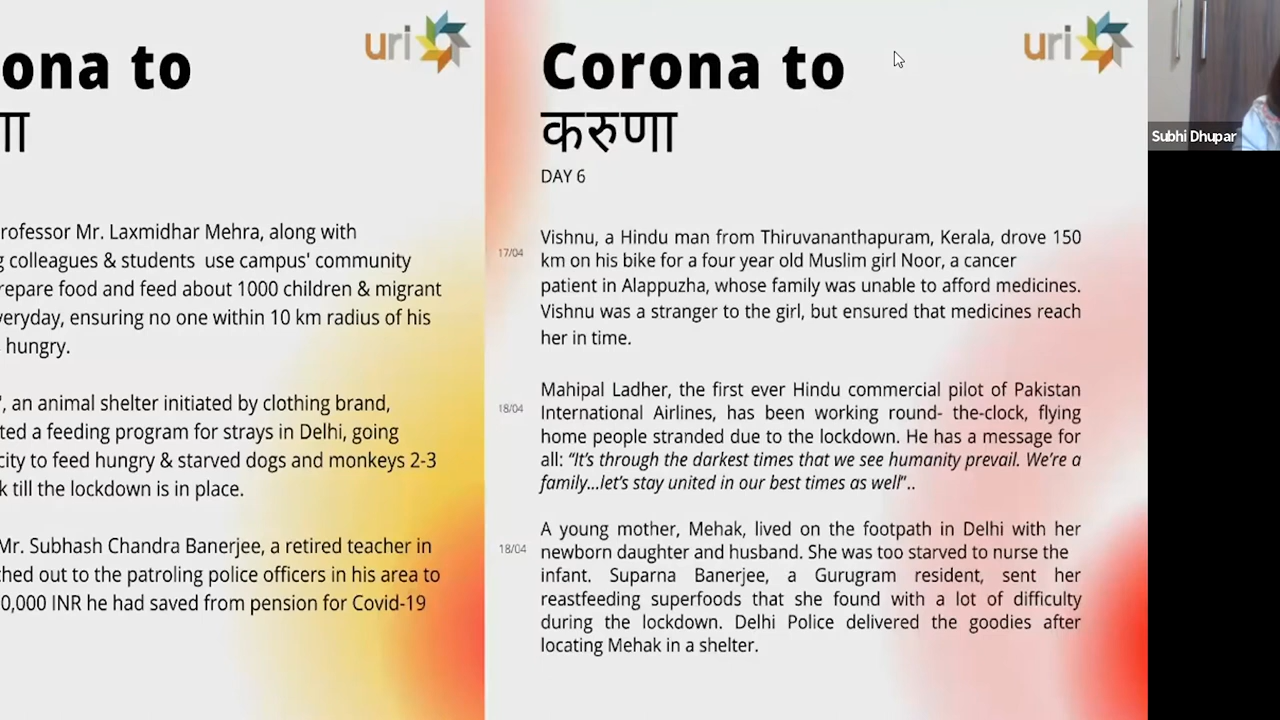 uri
ona to
णा
rofessor Mr. Laxmidhar Mehra, along with
g colleagues & students use campus' community
repare food and feed about 1000 children & migrant
veryday, ensuring no one within 10 km radius of his
hungry.
', an animal shelter initiated by clothing brand,
ted a feeding program for strays in Delhi, going
city to feed hungry & starved dogs and monkeys 2-3
k till the lockdown is in place.
Mr. Subhash Chandra Banerjee, a retired teacher in
ched out to the patroling police officers in his area to
0,000 INR he had saved from pension for Covid-19
uri
Corona to
करुणा
DAY 6
17/04
Vishnu, a Hindu man from Thiruvananthapuram, Kerala, drove 150
km on his bike for a four year old Muslim girl Noor, a cancer
patient in Alappuzha, whose family was unable to afford medicines.
Vishnu was a stranger to the girl, but ensured that medicines reach
her in time.
18/04
Mahipal Ladher, the first ever Hindu commercial pilot of Pakistan
International Airlines, has been working round- the-clock, flying
home people stranded due to the lockdown. He has a message for
all: “It’s through the darkest times that we see humanity prevail. We’re a
family...let’s stay united in our best times as well”..
18/04
A young mother, Mehak, lived on the footpath in Delhi with her
newborn daughter and husband. She was too starved to nurse the
infant. Suparna Banerjee, a Gurugram resident, sent her
reastfeeding superfoods that she found with a lot of difficulty
during the lockdown. Delhi Police delivered the goodies after
locating Mehak in a shelter.
Subhi Dhupar